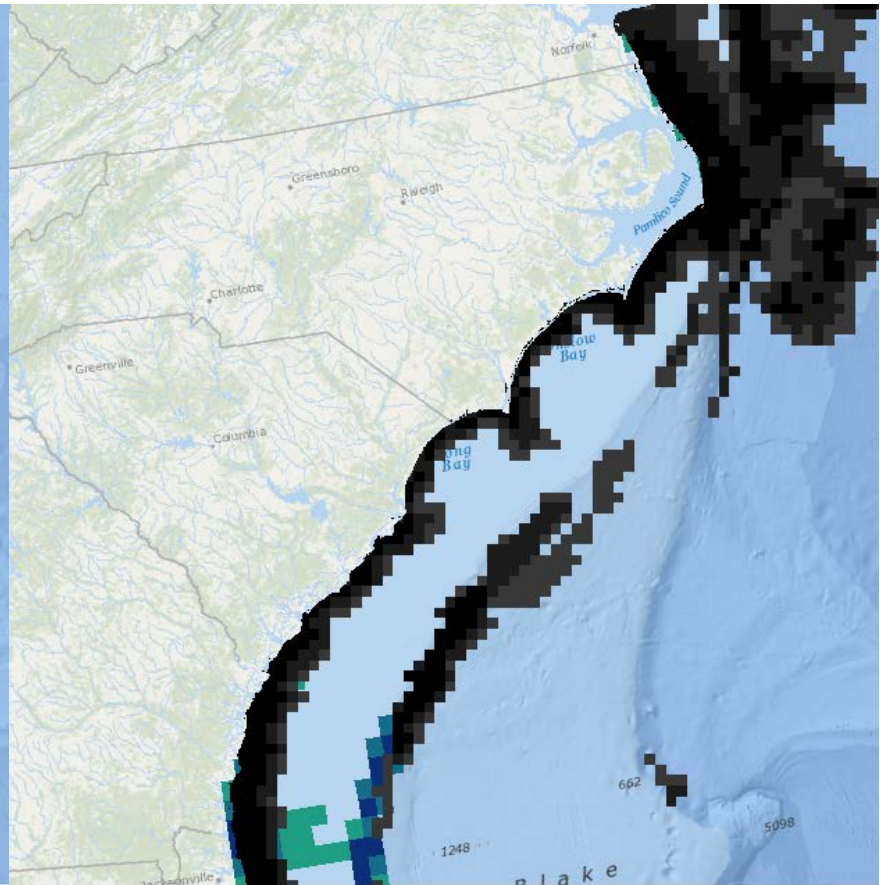 Norfolk
Greensboro
Raleigh
Pamlico Sound
Charlotte
Greenville
Bay
Columbia
Bay
662
5098
1248
Blake